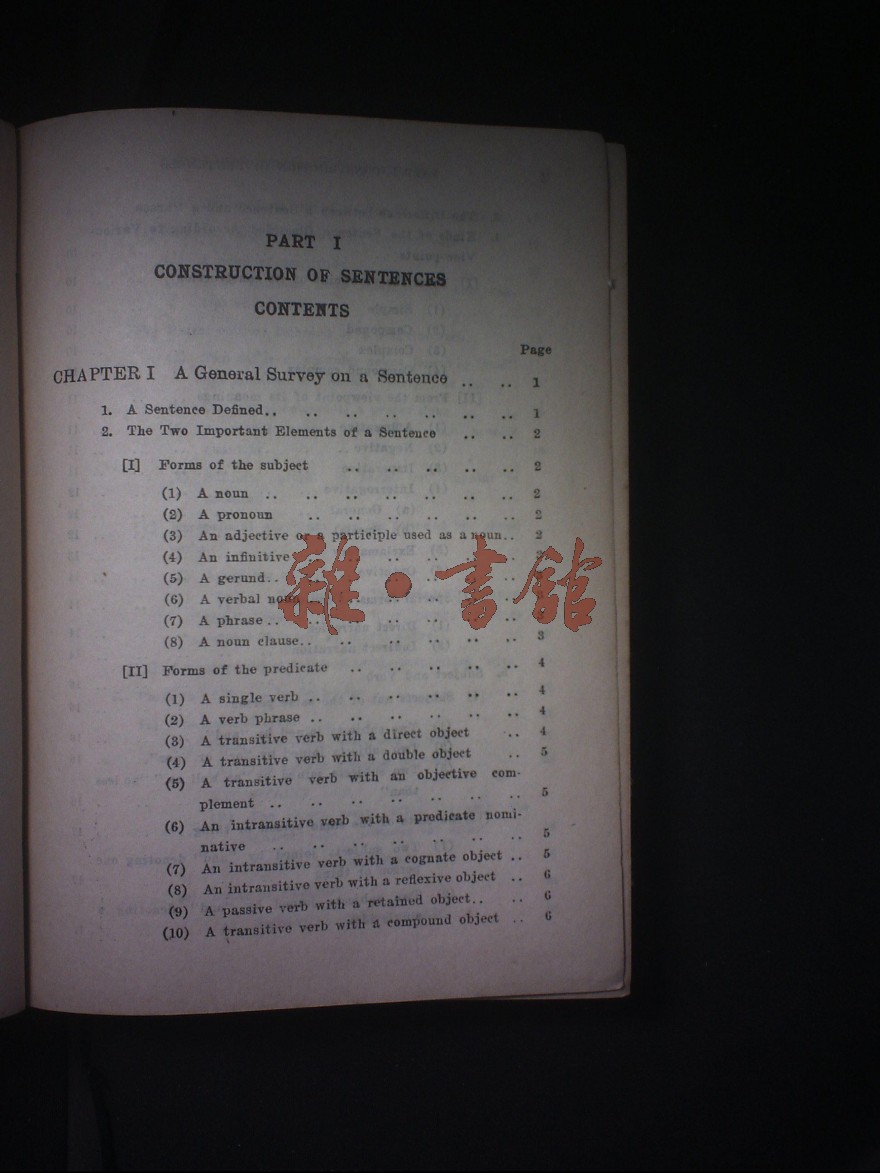 PART I
CONSTRUCTION OF SENTENCES
CONTENTS
Page
CHAPTER I A General Survey on a Sentence .. .. 1
1. A Sentence Defined.. .. .. .. .. .. .. 1
2. The Two Important Elements of a Sentence .. .. 2
[I] Forms of the subject .. .. .. .. .. 2
(1) A noun .. .. .. .. .. .. .. 2
(2) A pronoun .. .. .. .. .. .. 2
(3) An adjective or a participle used as a noun.. 2
(4) An infinitive
(5) A gerund..
(6) A verbal noun
(7) A phrase ..
(8) A noun clause.. .. .. .. .. .. 3
[II] Forms of the predicate .. .. .. .. .. 4
(1) A single verb .. .. .. .. .. .. 4
(2) A verb phrase .. .. .. .. .. .. 4
(3) A transitive verb with a direct object .. 4
(4) A transitive verb with a double object .. 5
(5) A transitive verb with an objective com-
plement .. .. .. .. .. .. .. 5
(6) An intransitive verb with a predicate nomi-
native .. .. .. .. .. .. .. 5
(7) An intransitive verb with a cognate object .. 5
(8) An intransitive verb with a reflexive object .. 6
(9) A passive verb with a retained object.. .. 6
(10) A transitive verb with a compound object .. 6
雜·書館